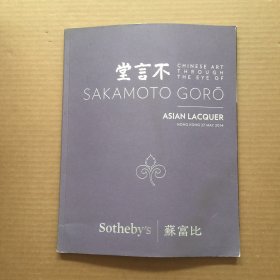 堂言不
CHINESE ART
THROUGH
THE EYE OF
SAKAMOTO GORŌ
ASIAN LACQUER
HONG KONG 27 MAY 2014
Sotheby's | 蘇富比